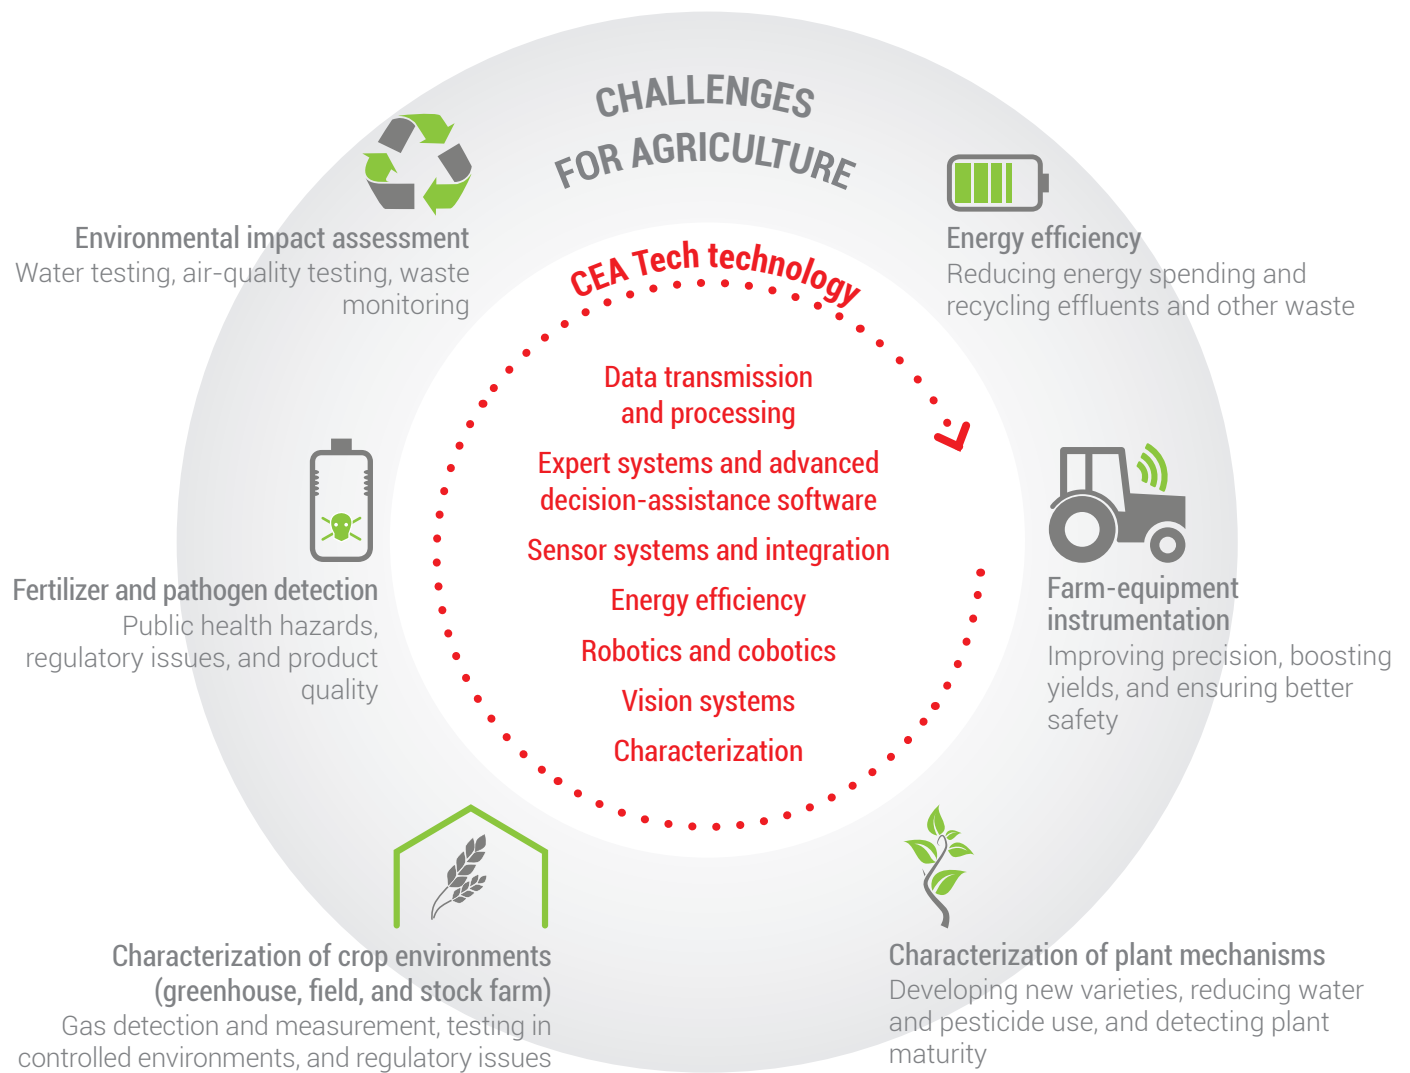 CHALLENGES
FOR AGRICULTURE
Environmental impact assessment
Water testing, air-quality testing, waste
monitoring
Energy efficiency
Reducing energy spending and
recycling effluents and other waste
CEA Tech technology
Data transmission
and processing
Expert systems and advanced
decision-assistance software
Sensor systems and integration
Energy efficiency
Robotics and cobotics
Vision systems
Characterization
Fertilizer and pathogen detection
Public health hazards,
regulatory issues, and product
quality
Farm-equipment
instrumentation
Improving precision, boosting
yields, and ensuring better
safety
Characterization of crop environments
(greenhouse, field, and stock farm)
Gas detection and measurement, testing in
controlled environments, and regulatory issues
Characterization of plant mechanisms
Developing new varieties, reducing water
and pesticide use, and detecting plant
maturity